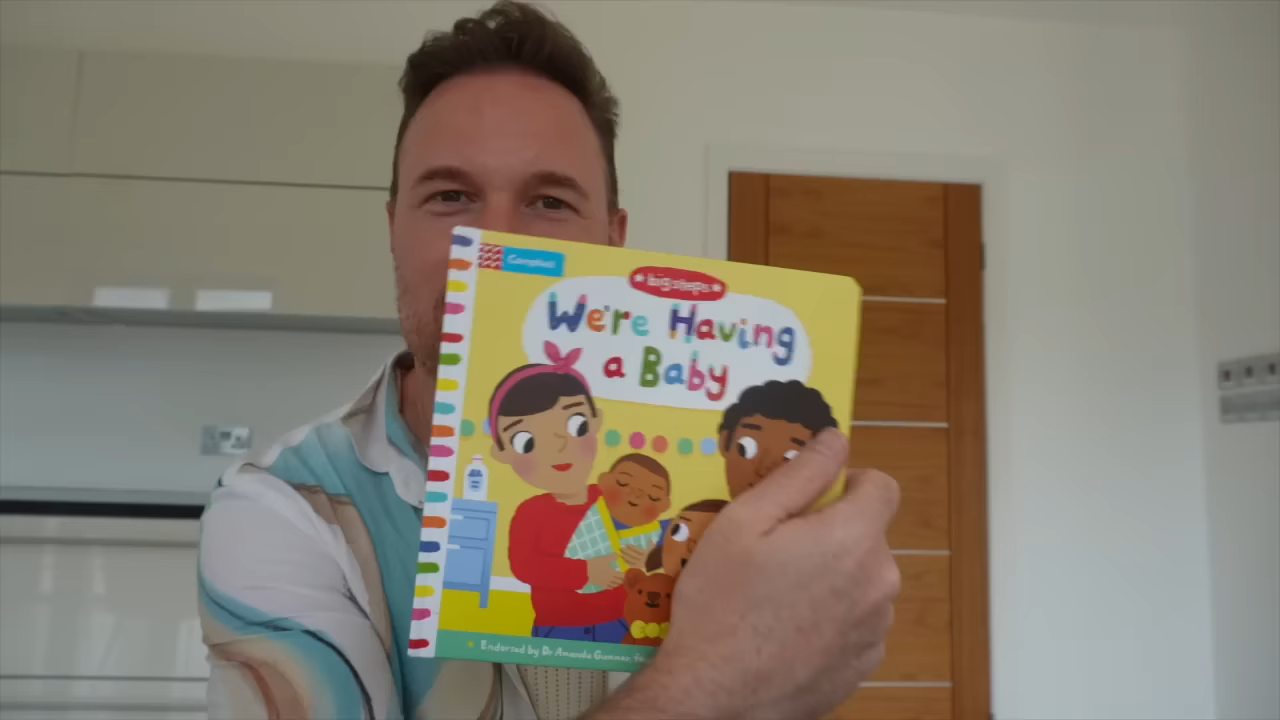 Campbell
big steps
We're Having
a Baby
Endorsed by Dr Amanda Gummer,